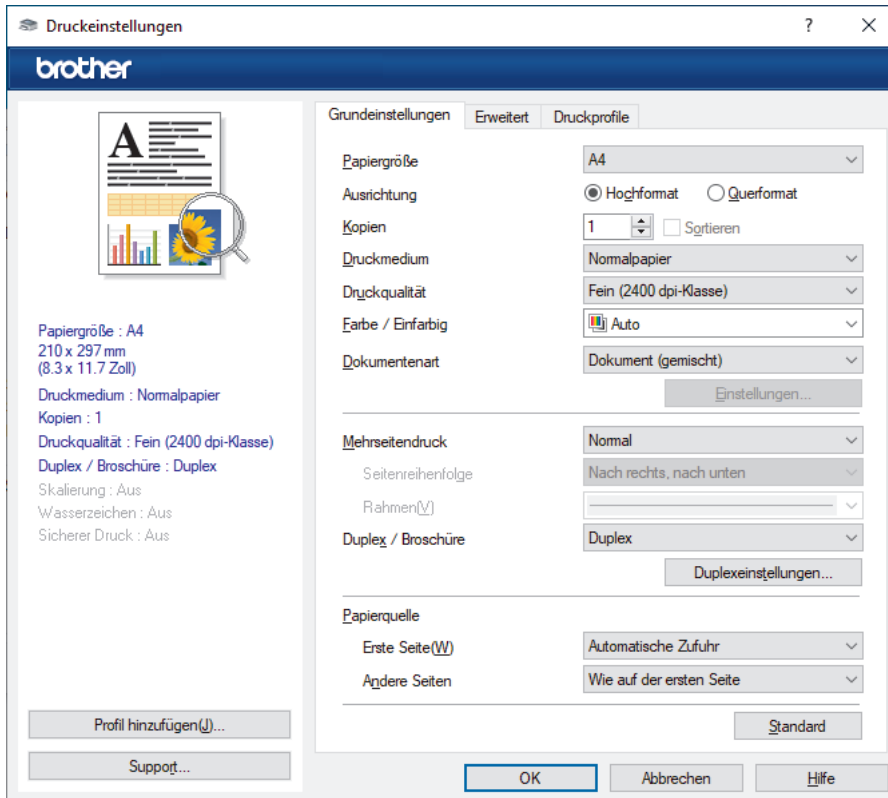 Druckeinstellungen
brother
A
Papiergröße : A4
210 x 297 mm
(8.3 x 11.7 Zoll)
Druckmedium : Normalpapier
Kopien : 1
Druckqualität : Fein (2400 dpi-Klasse)
Duplex / Broschüre : Duplex
Skalierung : Aus
Wasserzeichen : Aus
Sicherer Druck : Aus
Profil hinzufügen(J)...
Support...
Grundeinstellungen Erweitert Druckprofile
Papiergröße A4
Ausrichtung Hochformat Querformat
Kopien 1 Sortieren
Druckmedium Normalpapier
Druckqualität Fein (2400 dpi-Klasse)
Farbe / Einfarbig Auto
Dokumentenart Dokument (gemischt)
Einstellungen...
Mehrseitendruck Normal
Seitenreihenfolge Nach rechts, nach unten
Rahmen(V)
Duplex / Broschüre Duplex
Duplexeinstellungen...
Papierquelle
Erste Seite(W) Automatische Zufuhr
Andere Seiten Wie auf der ersten Seite
Standard
OK Abbrechen Hilfe